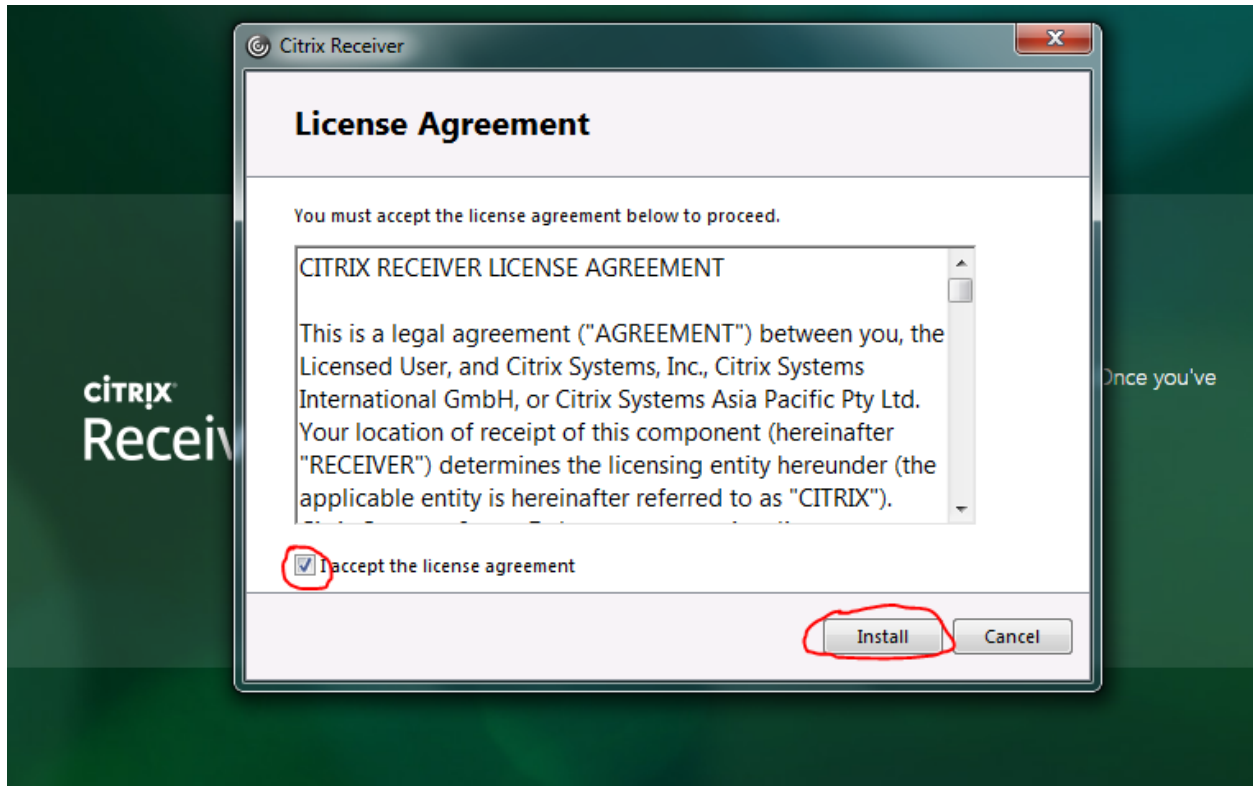 Citrix Receiver
License Agreement
You must accept the license agreement below to proceed.
CITRIX RECEIVER LICENSE AGREEMENT
This is a legal agreement ("AGREEMENT") between you, the
Licensed User, and Citrix Systems, Inc., Citrix Systems
International GmbH, or Citrix Systems Asia Pacific Pty Ltd.
Your location of receipt of this component (hereinafter
"RECEIVER") determines the licensing entity hereunder (the
applicable entity is hereinafter referred to as "CITRIX").
I accept the license agreement
Install
Cancel
CİTRIX
Receiv
Once you've